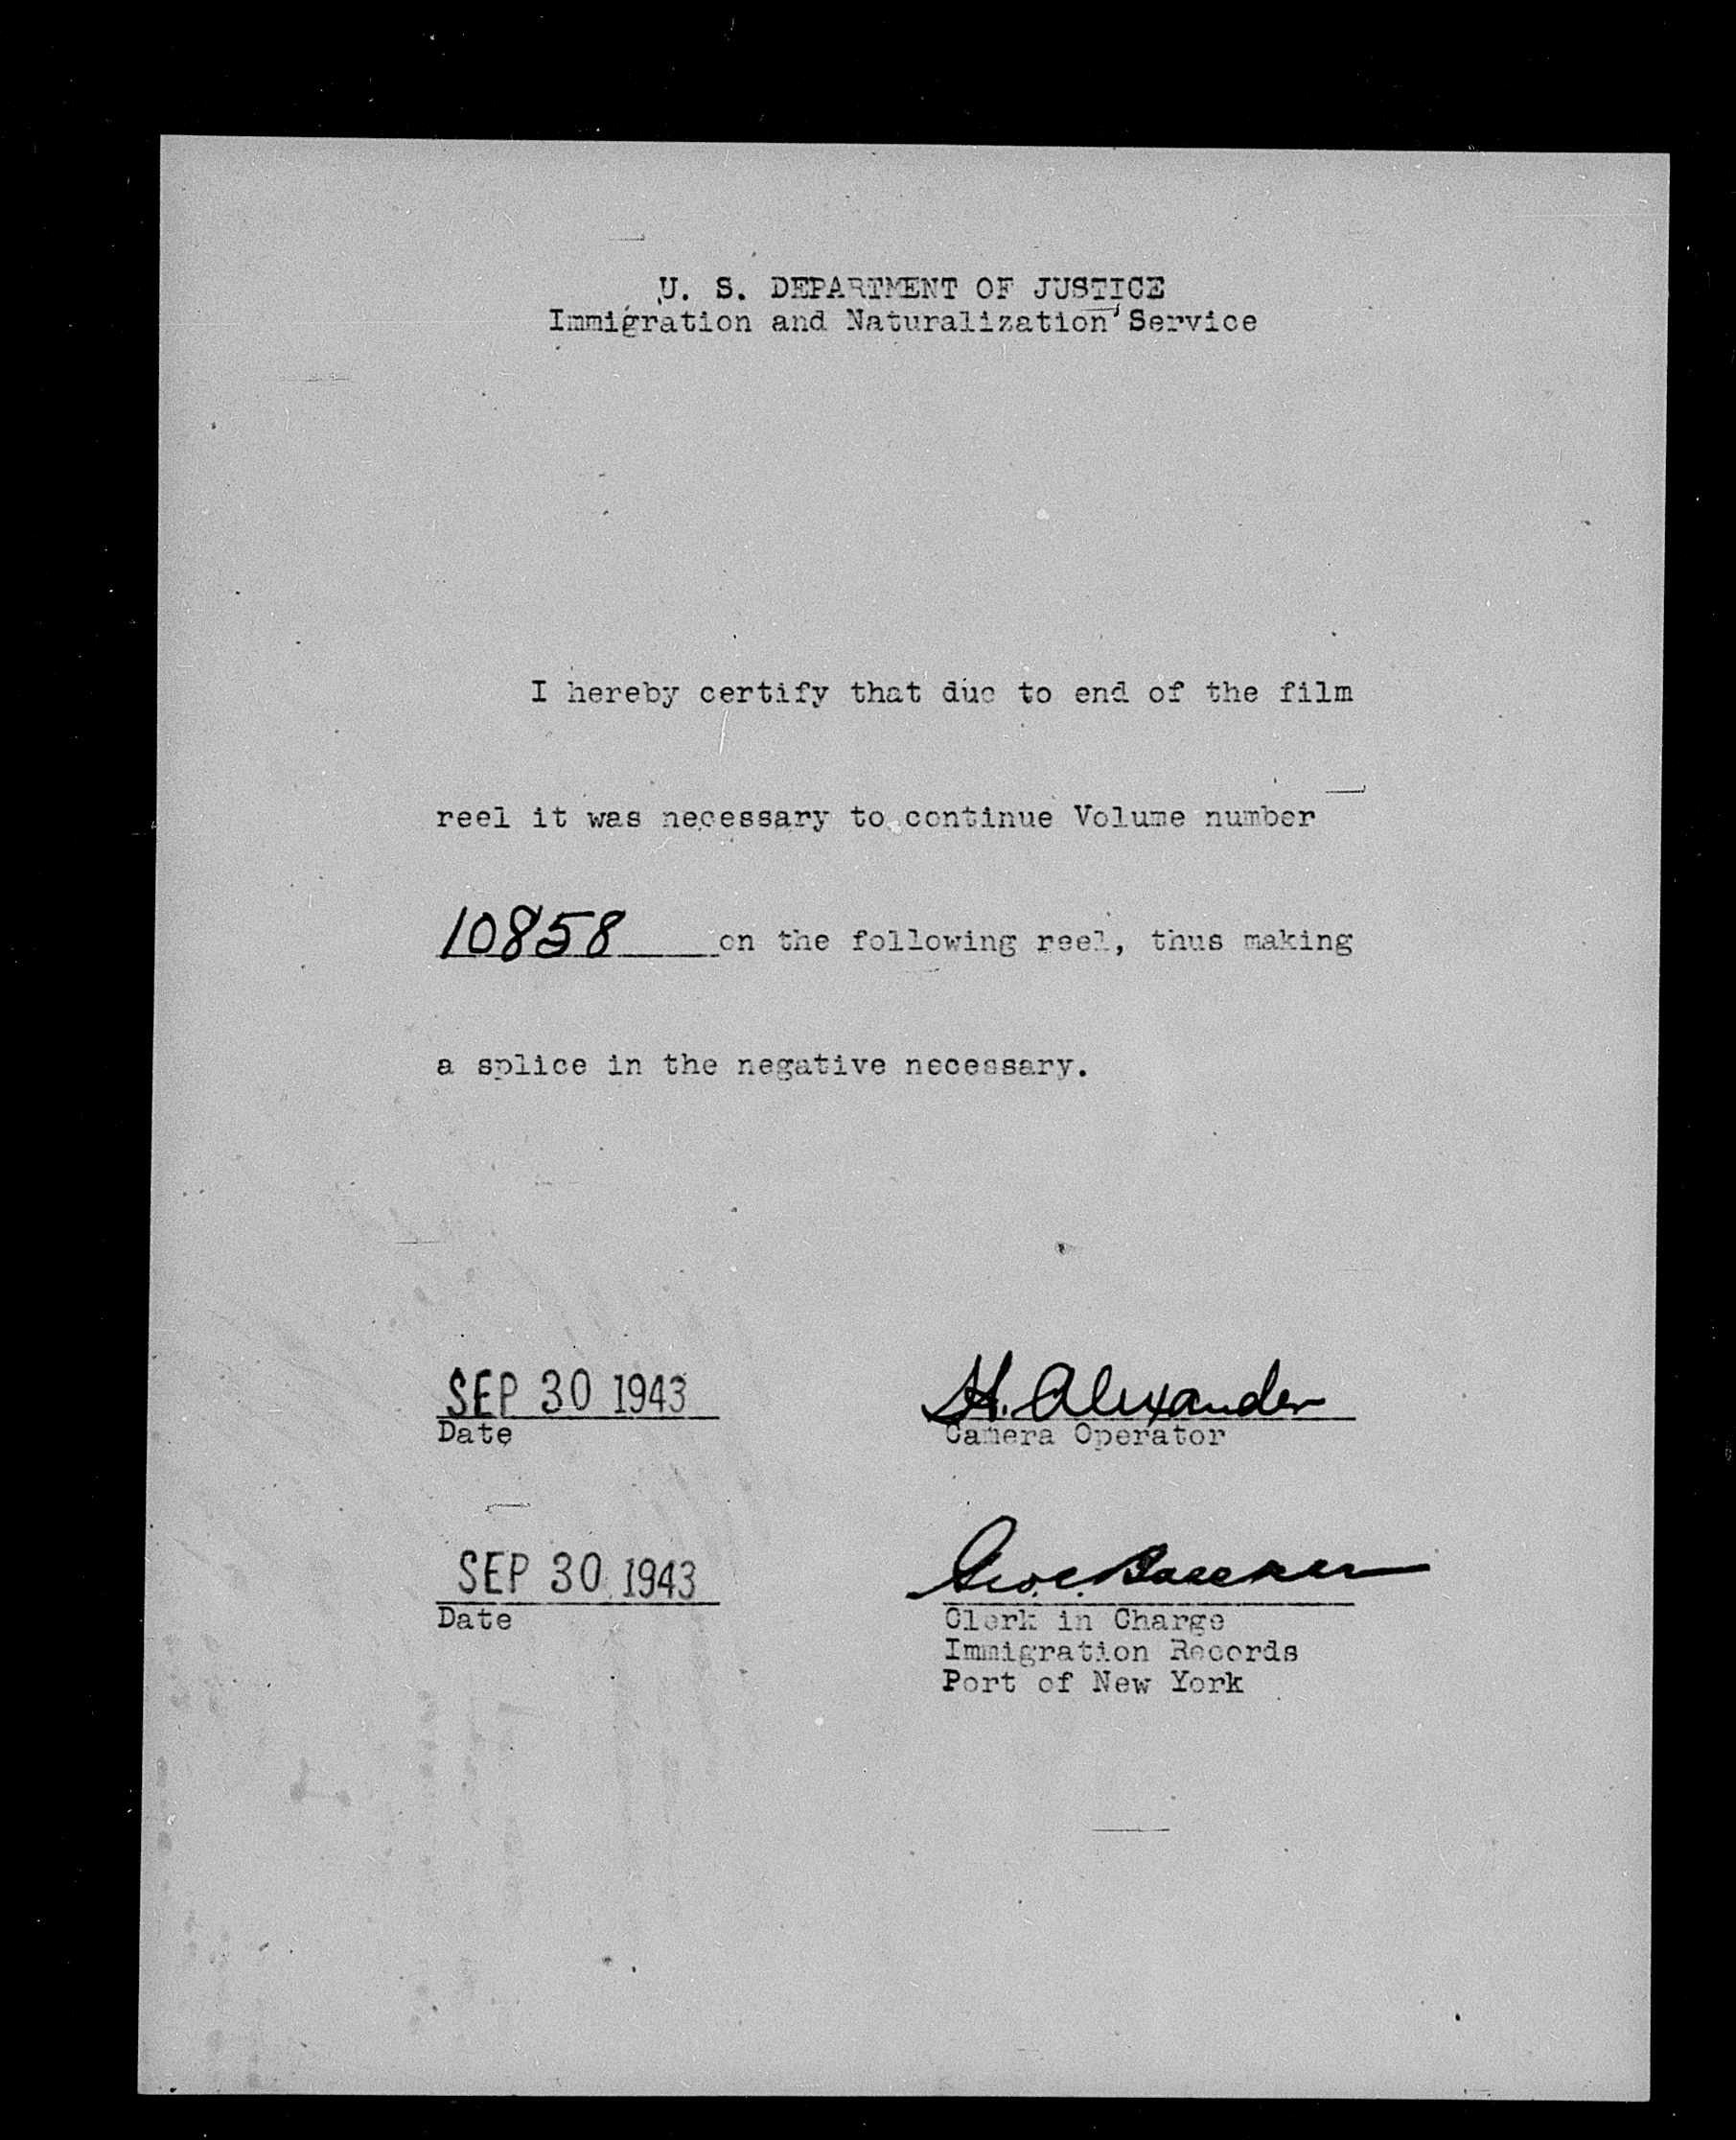 U. S. DEPARTMENT OF JUSTICE
Immigration and Naturalization Service
I hereby certify that due to end of the film
reel it was necessary to continue Volume number
10858 on the following reel, thus making
a splice in the negative necessary.
SEP 30 1943 H. Alexander
Date Camera Operator
SEP 30 1943 Geo. C.
Date Clerk in Charge
Immigration Records
Port of New York